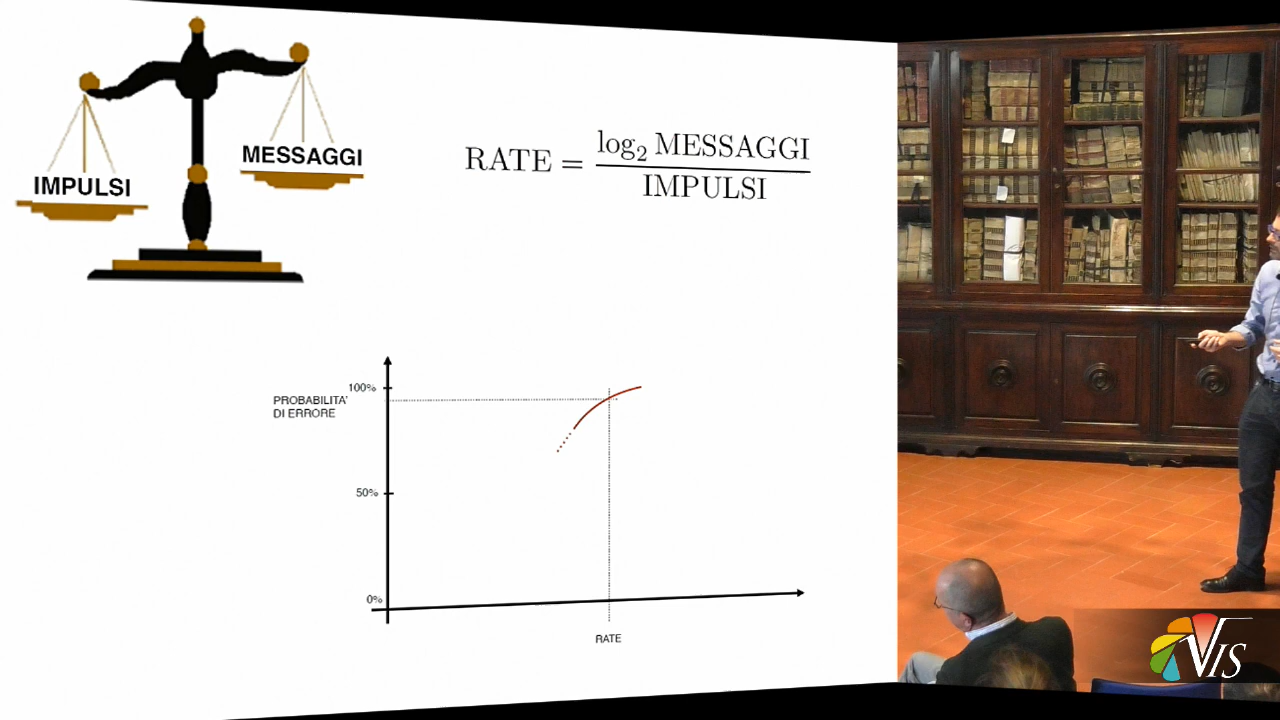 MESSAGGI
IMPULSI
RATE = log₂ MESSAGGI / IMPULSI
100%
PROBABILITA'
DI ERRORE
50%
0%
RATE
VIS